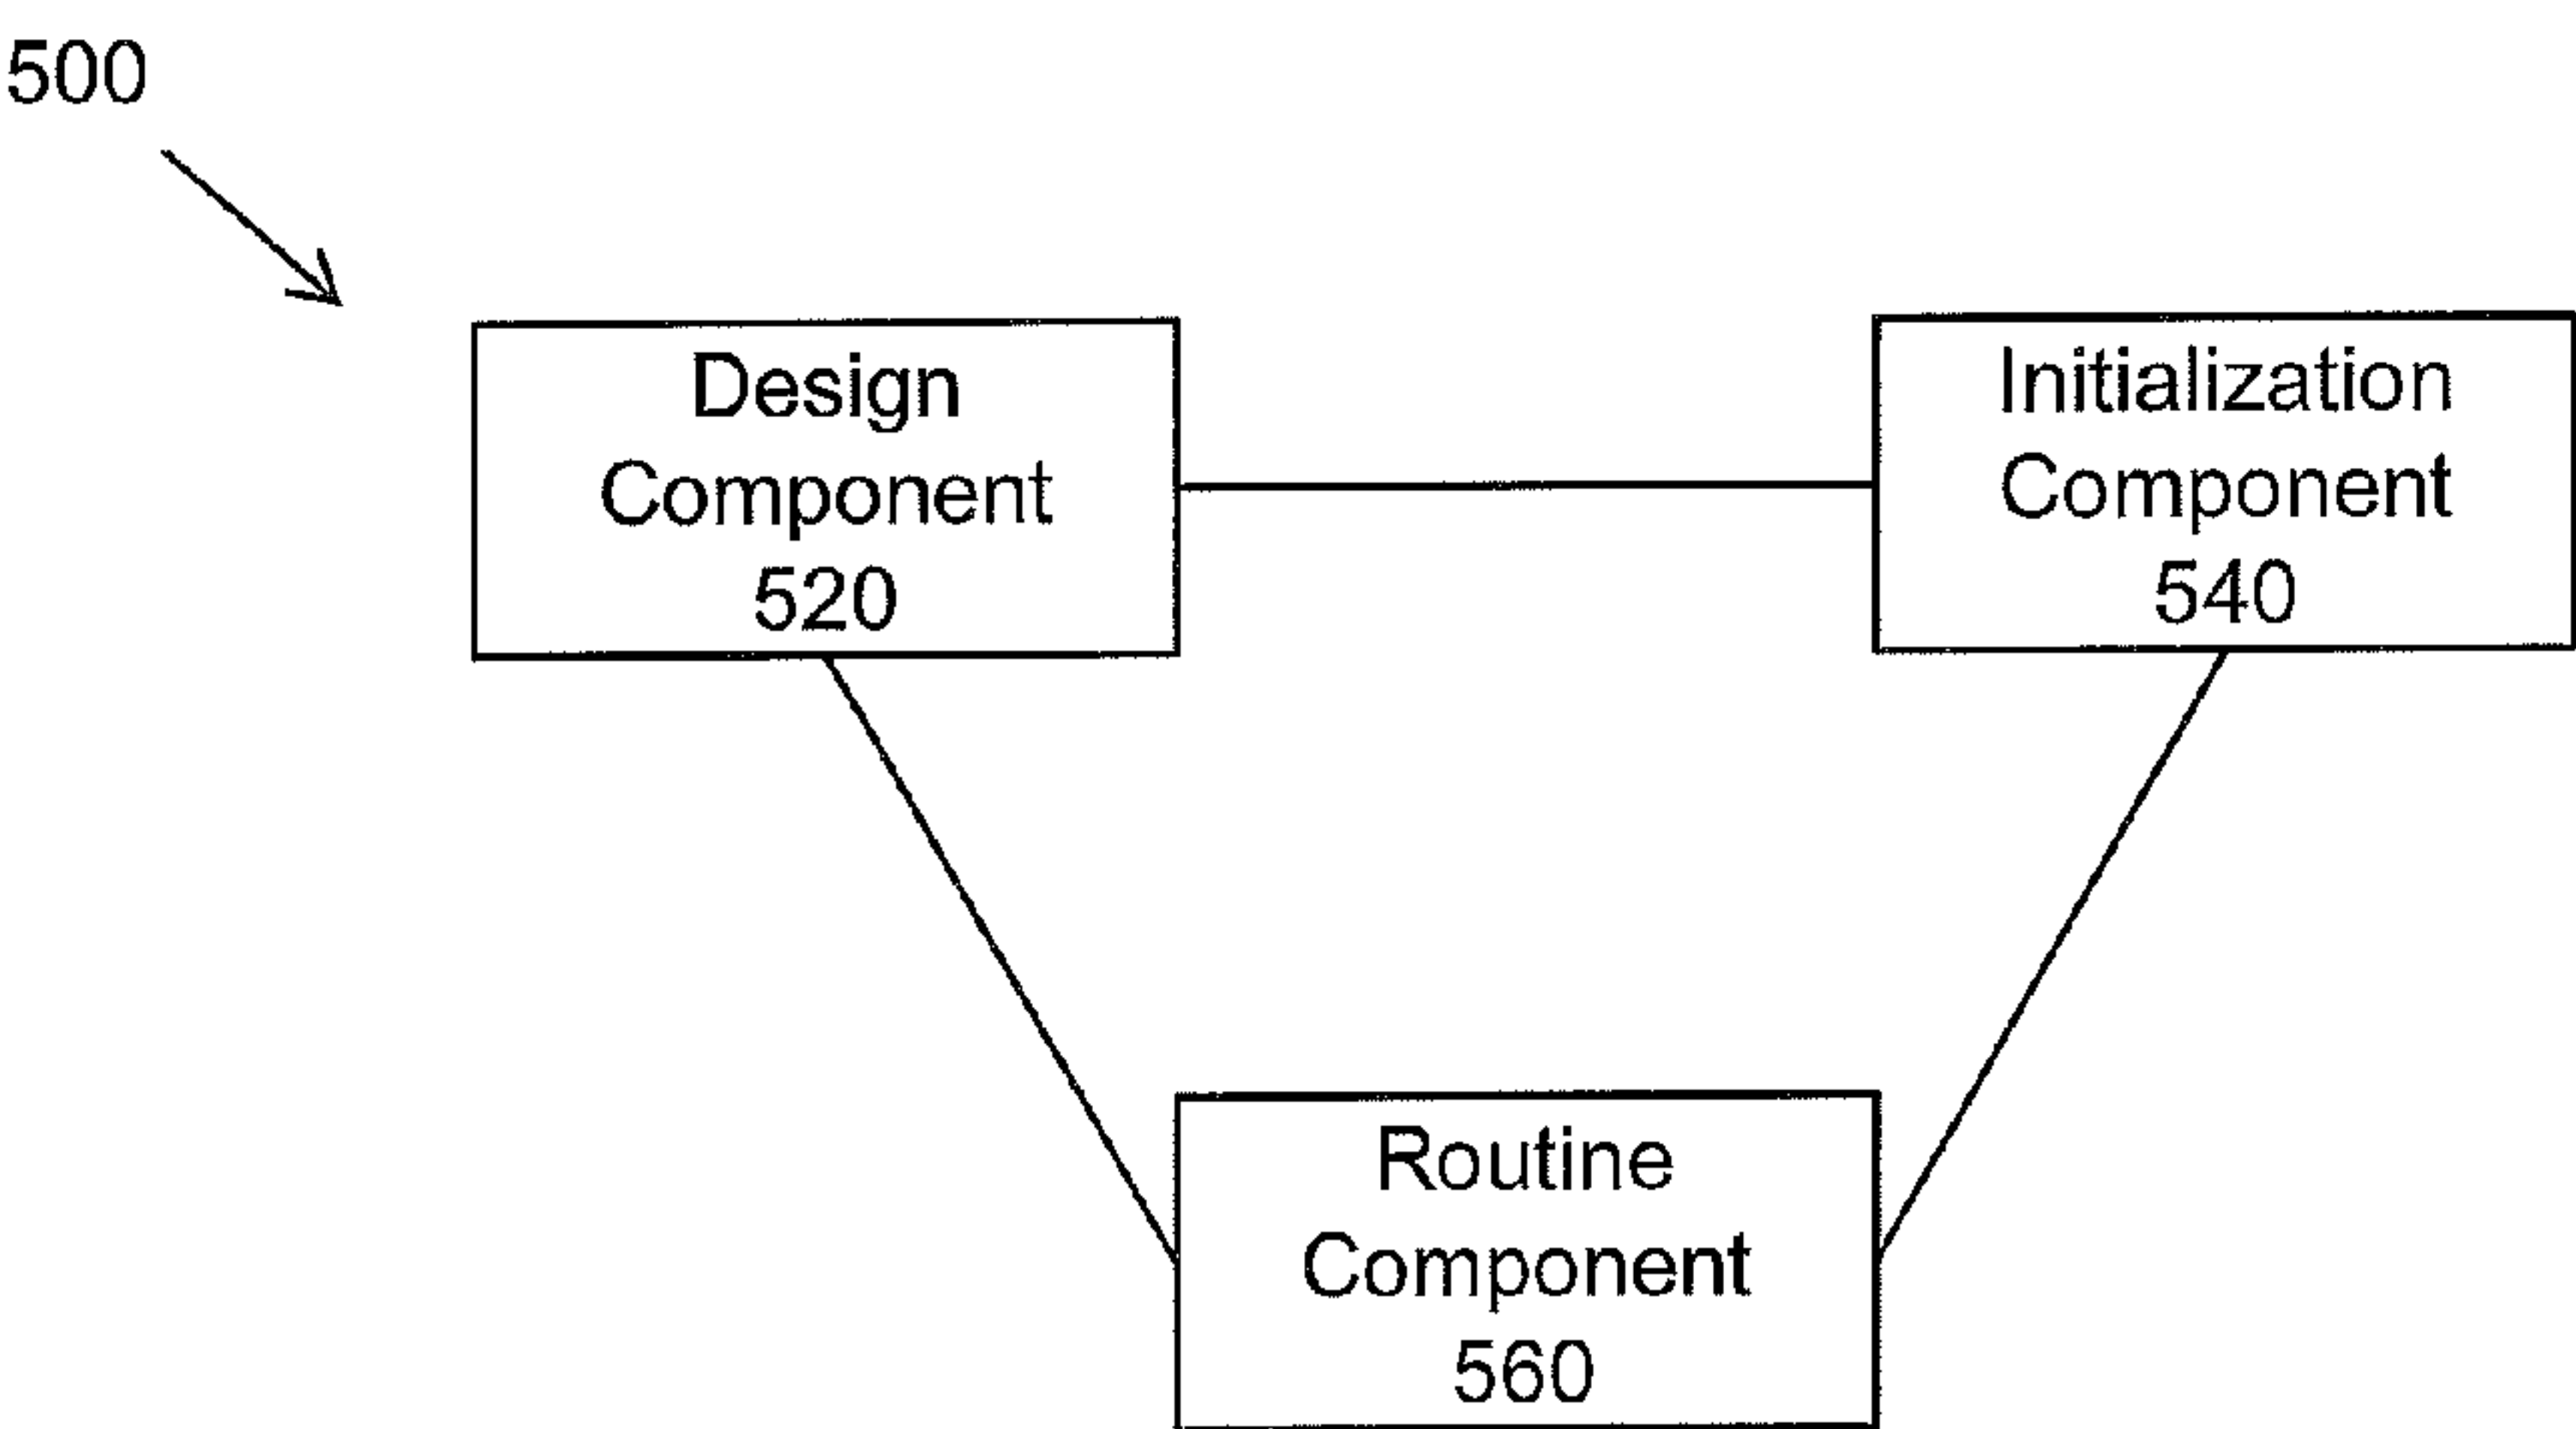 500
Design
Component
520
Initialization
Component
540
Routine
Component
560